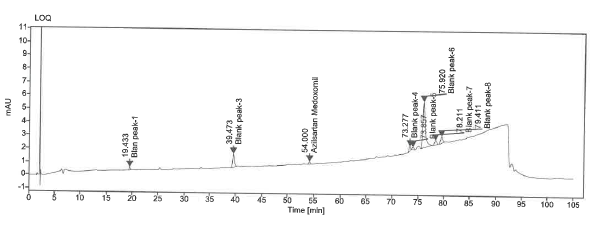 LOQ
mAU
11
10
9
8
7
6
5
4
3
2
1
0
-1
19.433
Blan peak-1
39.473
Blank peak-3
54.000
Azilsartan Medoxomil
73.277
Blank peak-4
73.857
Blank peak-5
75.920
Blank peak-6
78.211
Blank peak-7
79.411
Blank peak-8
0 5 10 15 20 25 30 35 40 45 50 55 60 65 70 75 80 85 90 95 100 105
Time [min]